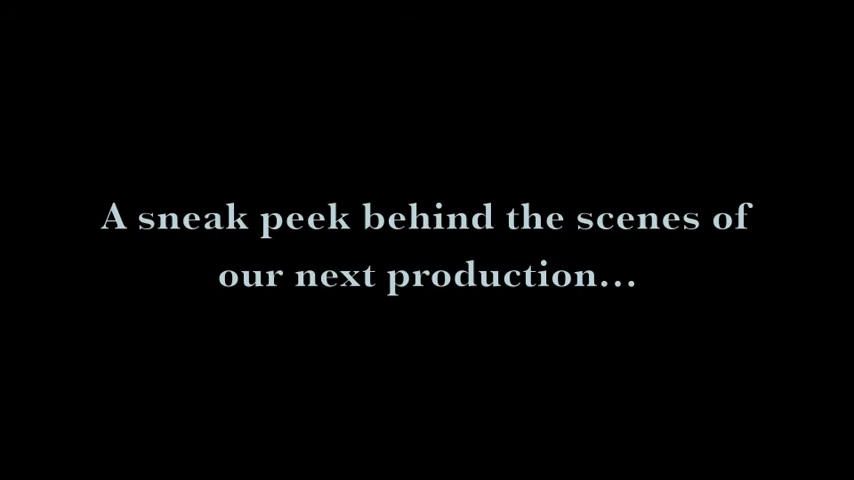 A sneak peek behind the scenes of
our next production...